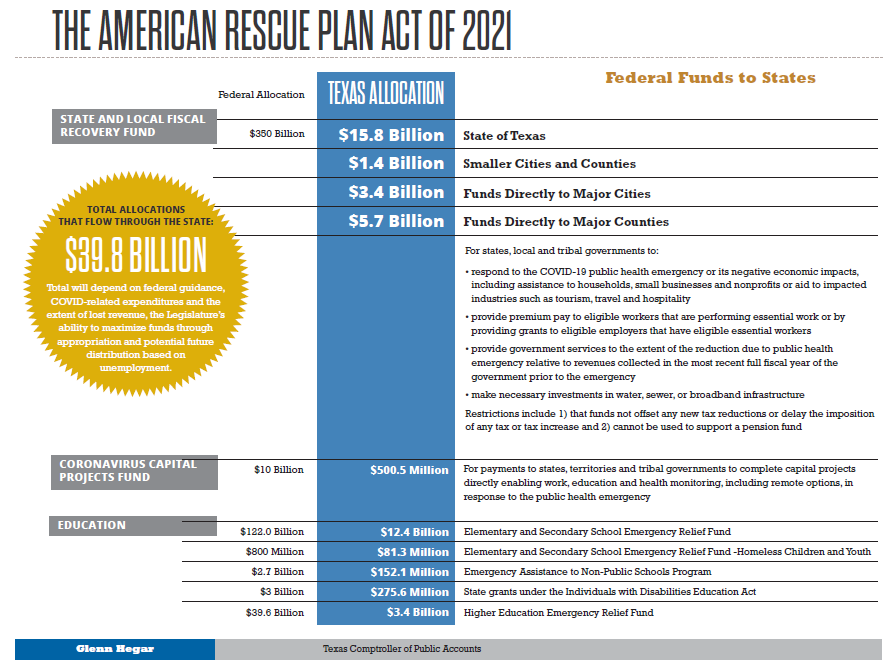 THE AMERICAN RESCUE PLAN ACT OF 2021
Federal Funds to States
Federal Allocation
TEXAS ALLOCATION
STATE AND LOCAL FISCAL
RECOVERY FUND
$350 Billion
$15.8 Billion
State of Texas
$1.4 Billion
Smaller Cities and Counties
$3.4 Billion
Funds Directly to Major Cities
$5.7 Billion
Funds Directly to Major Counties
TOTAL ALLOCATIONS
THAT FLOW THROUGH THE STATE:
$39.8 BILLION
Total will depend on federal guidance,
COVID-related expenditures and the
extent of lost revenue, the Legislature's
ability to maximize funds through
appropriation and potential future
distribution based on
unemployment.
For states, local and tribal governments to:
• respond to the COVID-19 public health emergency or its negative economic impacts,
including assistance to households, small businesses and nonprofits or aid to impacted
industries such as tourism, travel and hospitality
• provide premium pay to eligible workers that are performing essential work or by
providing grants to eligible employers that have eligible essential workers
• provide government services to the extent of the reduction due to public health
emergency relative to revenues collected in the most recent full fiscal year of the
government prior to the emergency
• make necessary investments in water, sewer, or broadband infrastructure
Restrictions include 1) that funds not offset any new tax reductions or delay the imposition
of any tax or tax increase and 2) cannot be used to support a pension fund
CORONAVIRUS CAPITAL
PROJECTS FUND
$10 Billion
$500.5 Million
For payments to states, territories and tribal governments to complete capital projects
directly enabling work, education and health monitoring, including remote options, in
response to the public health emergency
EDUCATION
$122.0 Billion
$12.4 Billion
Elementary and Secondary School Emergency Relief Fund
$800 Million
$81.3 Million
Elementary and Secondary School Emergency Relief Fund -Homeless Children and Youth
$2.7 Billion
$152.1 Million
Emergency Assistance to Non-Public Schools Program
$3 Billion
$275.6 Million
State grants under the Individuals with Disabilities Education Act
$39.6 Billion
$3.4 Billion
Higher Education Emergency Relief Fund
Glenn Hegar
Texas Comptroller of Public Accounts